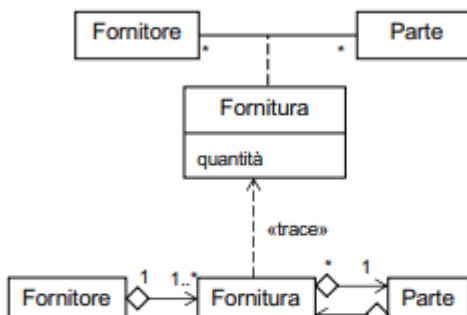 Fornitore
Parte
*
*
Fornitura
quantità
«trace»
1
1..*
*
1
Fornitore
Fornitura
Parte